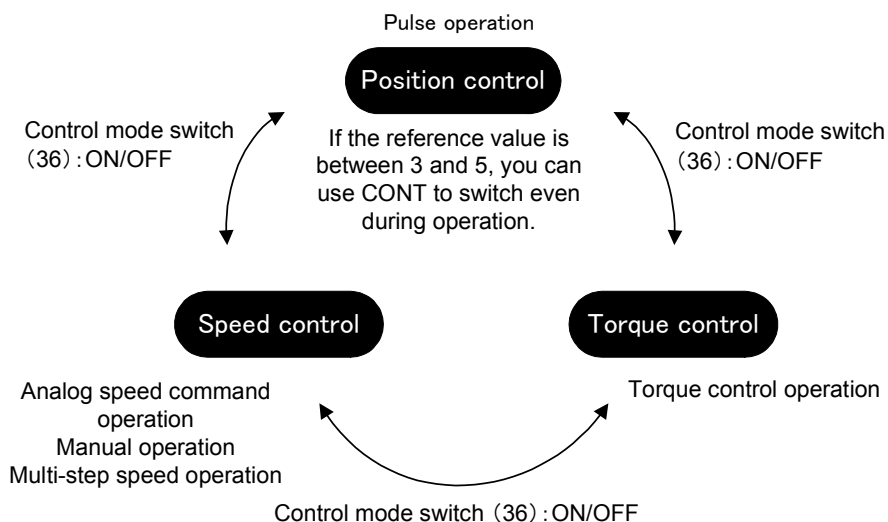 Pulse operation
Position control
Control mode switch
（36）：ON/OFF
If the reference value is
between 3 and 5, you can
use CONT to switch even
during operation.
Control mode switch
（36）：ON/OFF
Speed control
Torque control
Analog speed command
operation
Manual operation
Multi-step speed operation
Torque control operation
Control mode switch（36）：ON/OFF